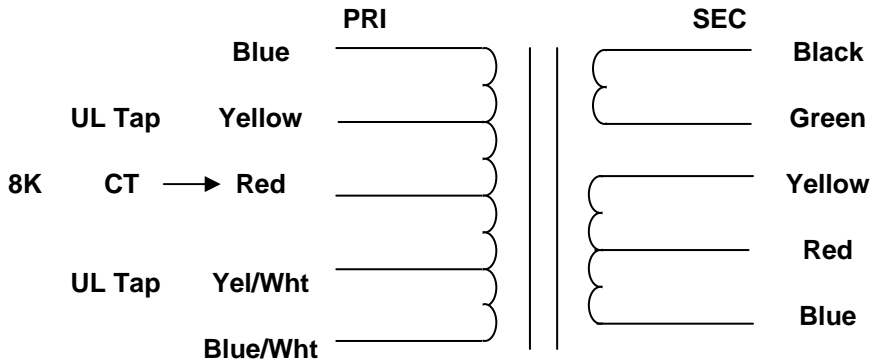 PRI SEC
Blue Black
UL Tap Yellow Green
8K CT Red Yellow
Red
UL Tap Yel/Wht
Blue
Blue/Wht